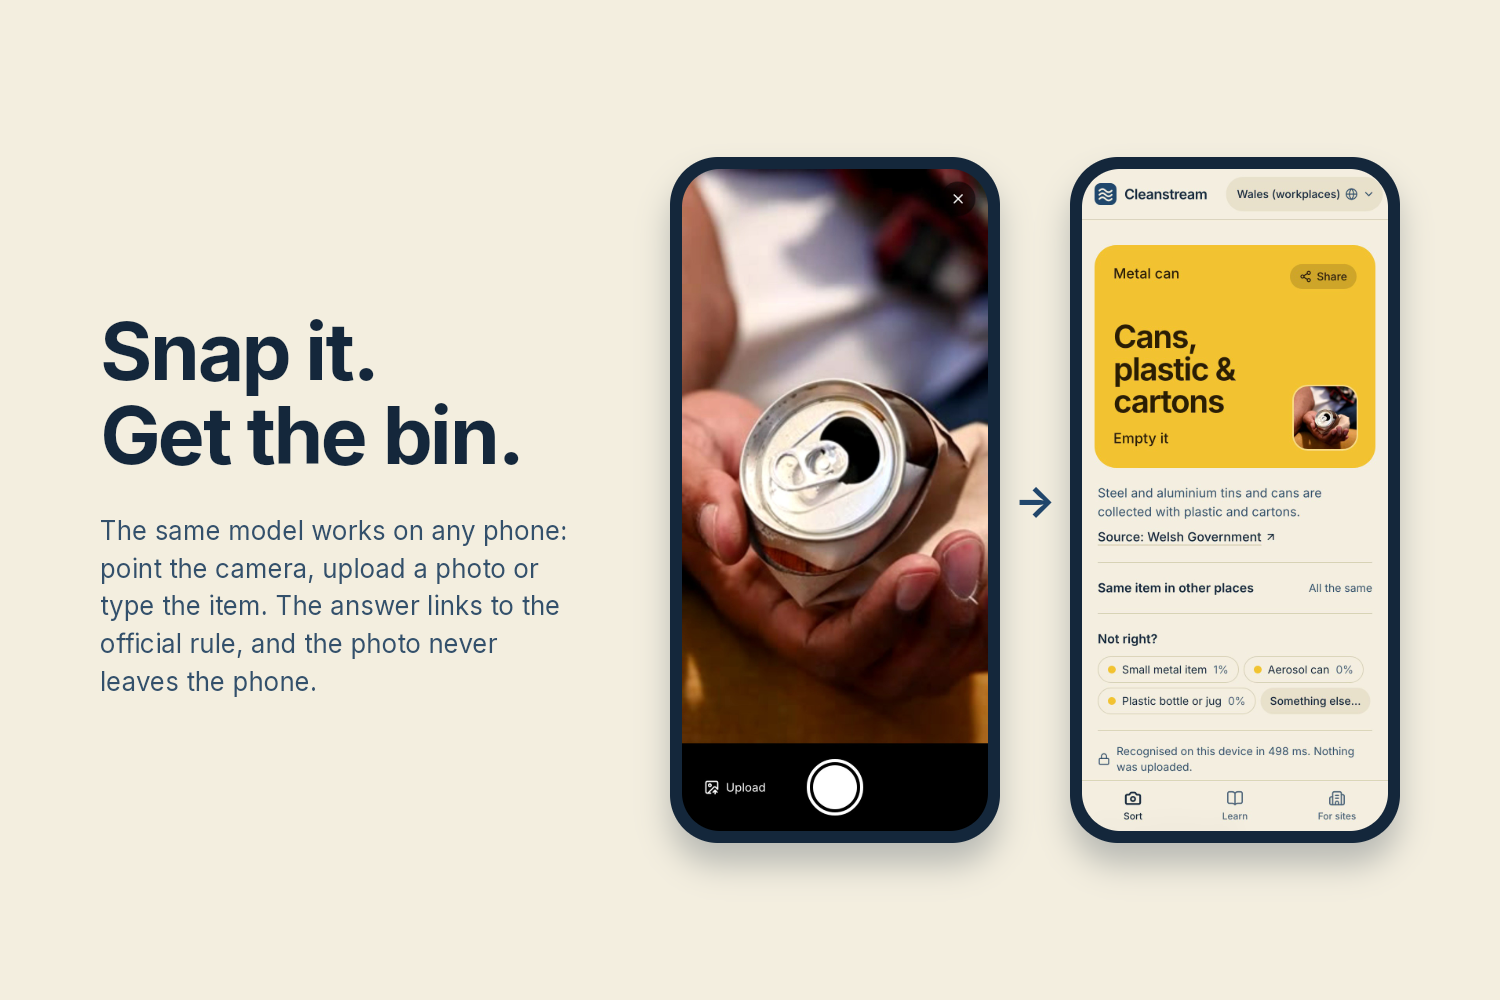 Snap it.
Get the bin.
The same model works on any phone:
point the camera, upload a photo or
type the item. The answer links to the
official rule, and the photo never
leaves the phone.
Upload
Cleanstream
Wales (workplaces)
Metal can
Share
Cans,
plastic &
cartons
Empty it
Steel and aluminium tins and cans are
collected with plastic and cartons.
Source: Welsh Government
Same item in other places
All the same
Not right?
Small metal item 1%
Aerosol can 0%
Plastic bottle or jug 0%
Something else...
Recognised on this device in 498 ms. Nothing
was uploaded.
Sort
Learn
For sites